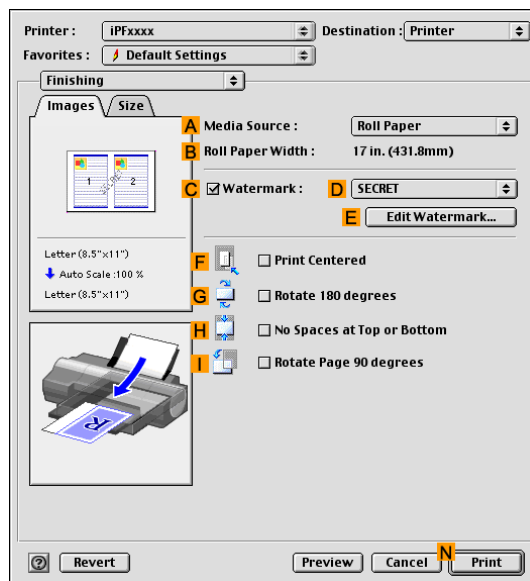 Printer : iPFxxxx Destination : Printer
Favorites : Default Settings
Finishing
Images Size
A Media Source : Roll Paper
B Roll Paper Width : 17 in. (431.8mm)
1 SECRET 2
C Watermark : D SECRET
E Edit Watermark...
Letter (8.5"x11")
Auto Scale :100 %
Letter (8.5"x11")
F Print Centered
G Rotate 180 degrees
H No Spaces at Top or Bottom
I Rotate Page 90 degrees
R
N
? Revert Preview Cancel Print